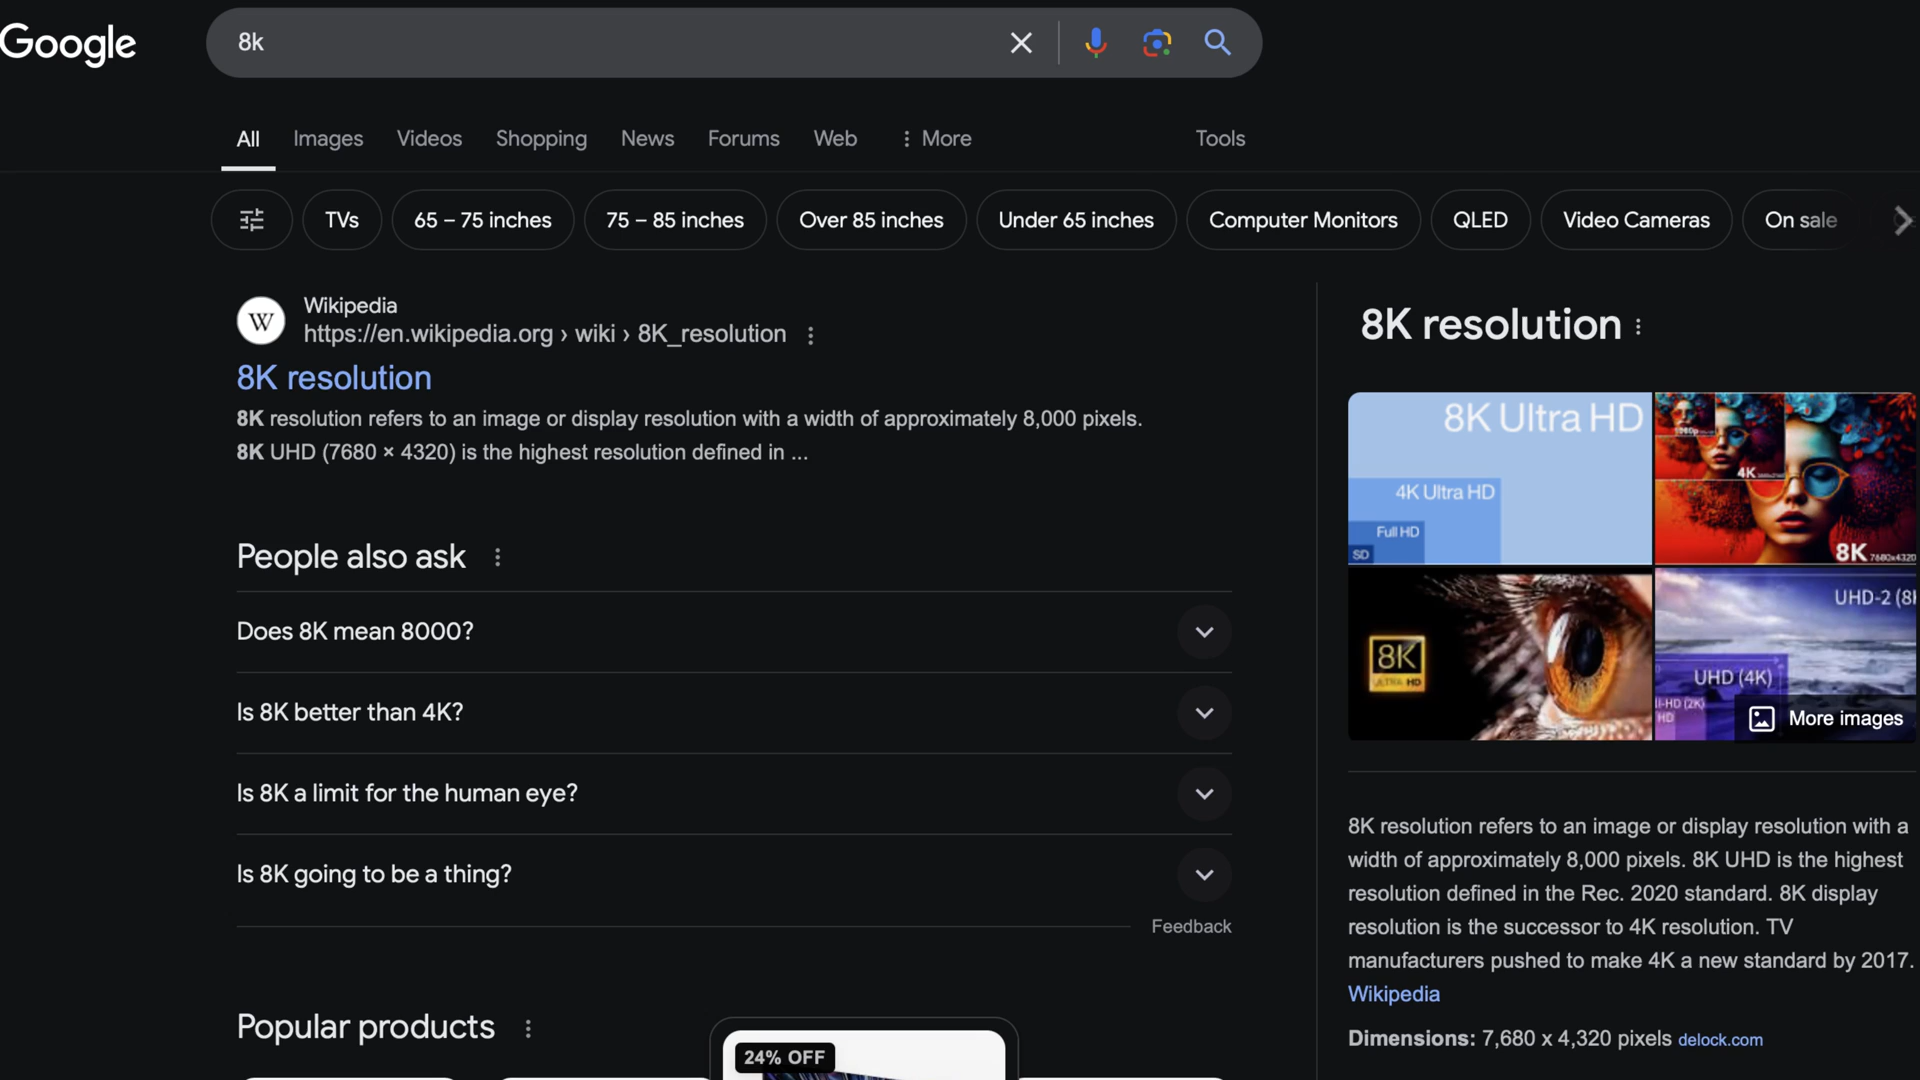 Google
8k
All
Images
Videos
Shopping
News
Forums
Web
More
Tools
TVs
65 – 75 inches
75 – 85 inches
Over 85 inches
Under 65 inches
Computer Monitors
QLED
Video Cameras
On sale
W
Wikipedia
https://en.wikipedia.org › wiki › 8K_resolution
8K resolution
8K resolution refers to an image or display resolution with a width of approximately 8,000 pixels.
8K UHD (7680 × 4320) is the highest resolution defined in ...
People also ask
Does 8K mean 8000?
Is 8K better than 4K?
Is 8K a limit for the human eye?
Is 8K going to be a thing?
Feedback
Popular products
24% OFF
8K resolution
8K Ultra HD
4K Ultra HD
Full HD
SD
4K
8K 7680x4320
8K
ULTRA HD
UHD-2 (8
UHD (4K)
HD
More images
8K resolution refers to an image or display resolution with a
width of approximately 8,000 pixels. 8K UHD is the highest
resolution defined in the Rec. 2020 standard. 8K display
resolution is the successor to 4K resolution. TV
manufacturers pushed to make 4K a new standard by 2017.
Wikipedia
Dimensions: 7,680 x 4,320 pixels delock.com